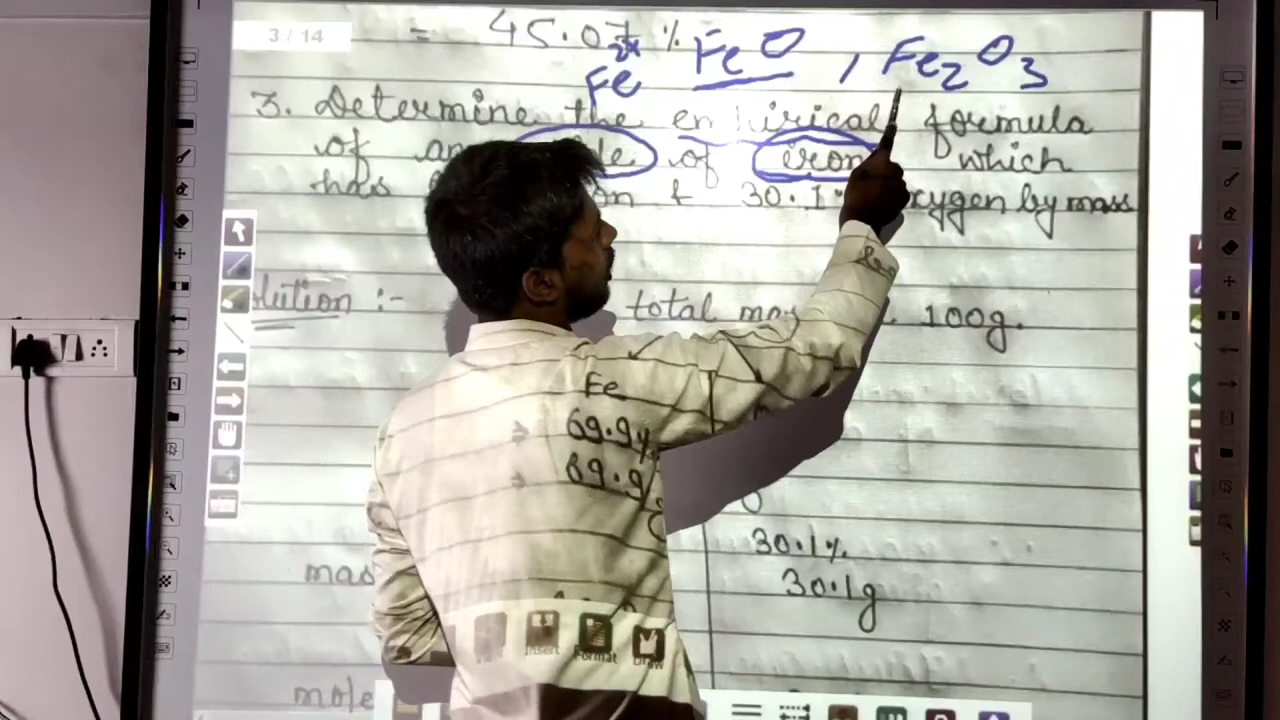 3 / 14
= 45.07 %
Fe FeO , Fe2O3
3. Determine the empirical formula
of an of iron which
has & 30.1 oxygen by mass
Solution :- total mass 100g.
Fe
69.9%
69.9g
30.1%
mas 30.1g
Insert Format Draw
mole